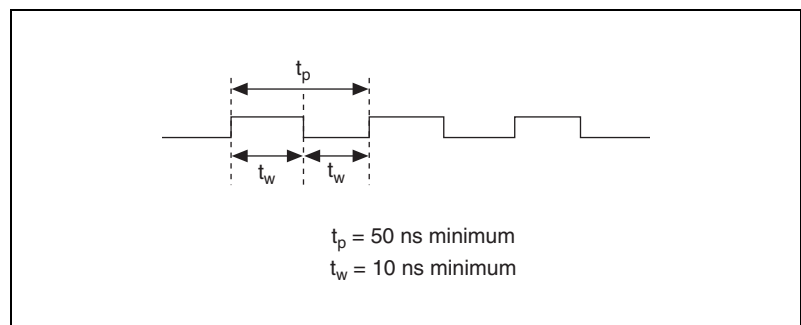 tp
tw tw
tp = 50 ns minimum
tw = 10 ns minimum